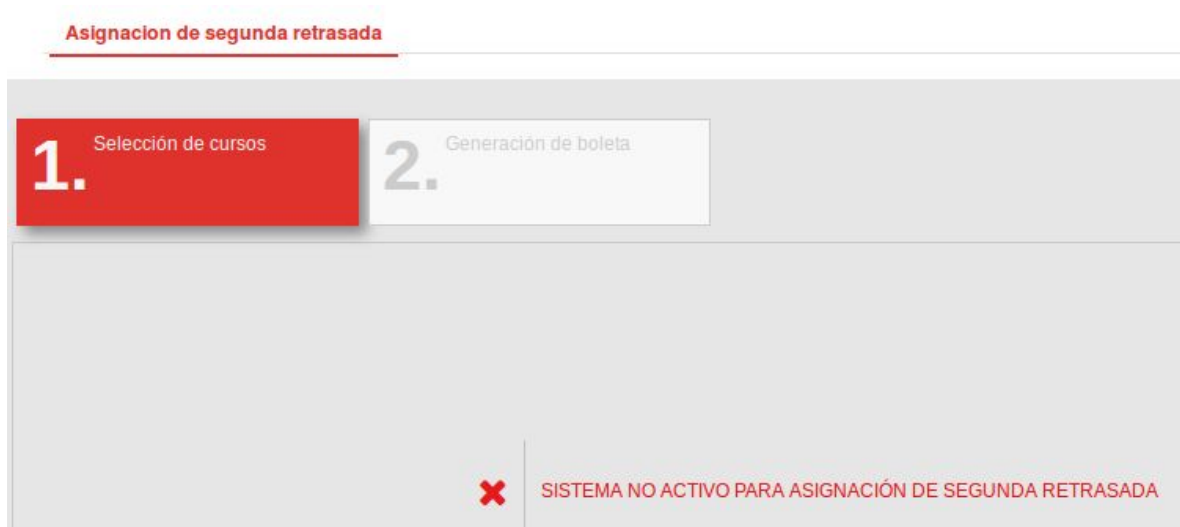 Asignacion de segunda retrasada
1. Selección de cursos
2. Generación de boleta
SISTEMA NO ACTIVO PARA ASIGNACIÓN DE SEGUNDA RETRASADA